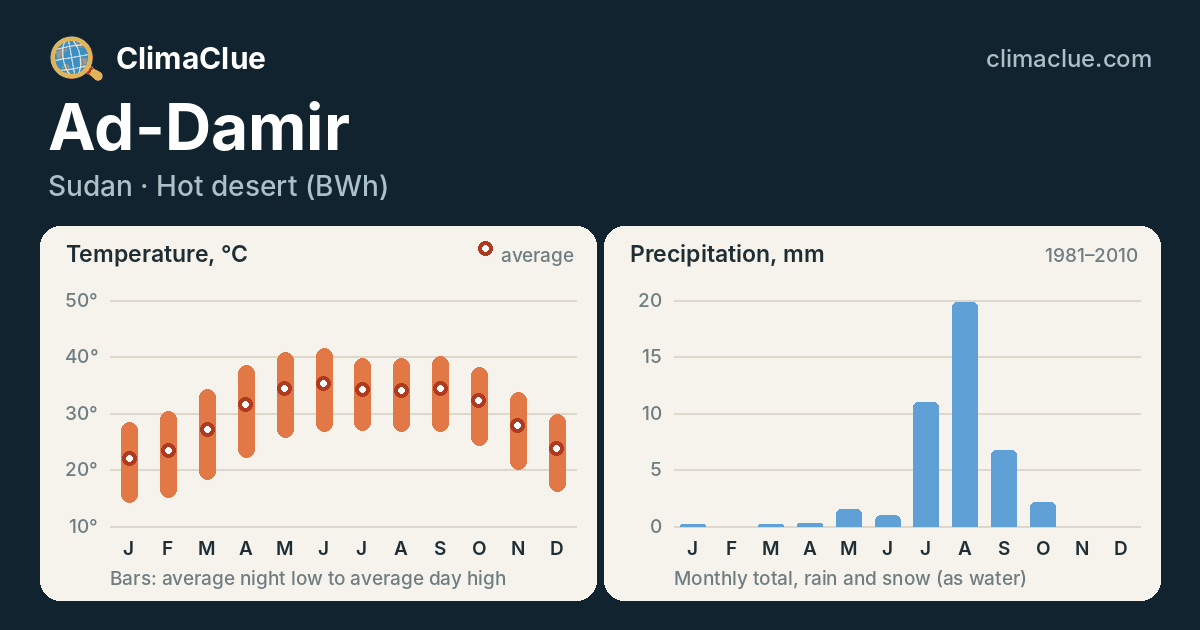 ClimaClue
climaclue.com
Ad-Damir
Sudan · Hot desert (BWh)
Temperature, °C
average
50°
40°
30°
20°
10°
J F M A M J J A S O N D
Bars: average night low to average day high
Precipitation, mm
1981–2010
20
15
10
5
0
J F M A M J J A S O N D
Monthly total, rain and snow (as water)